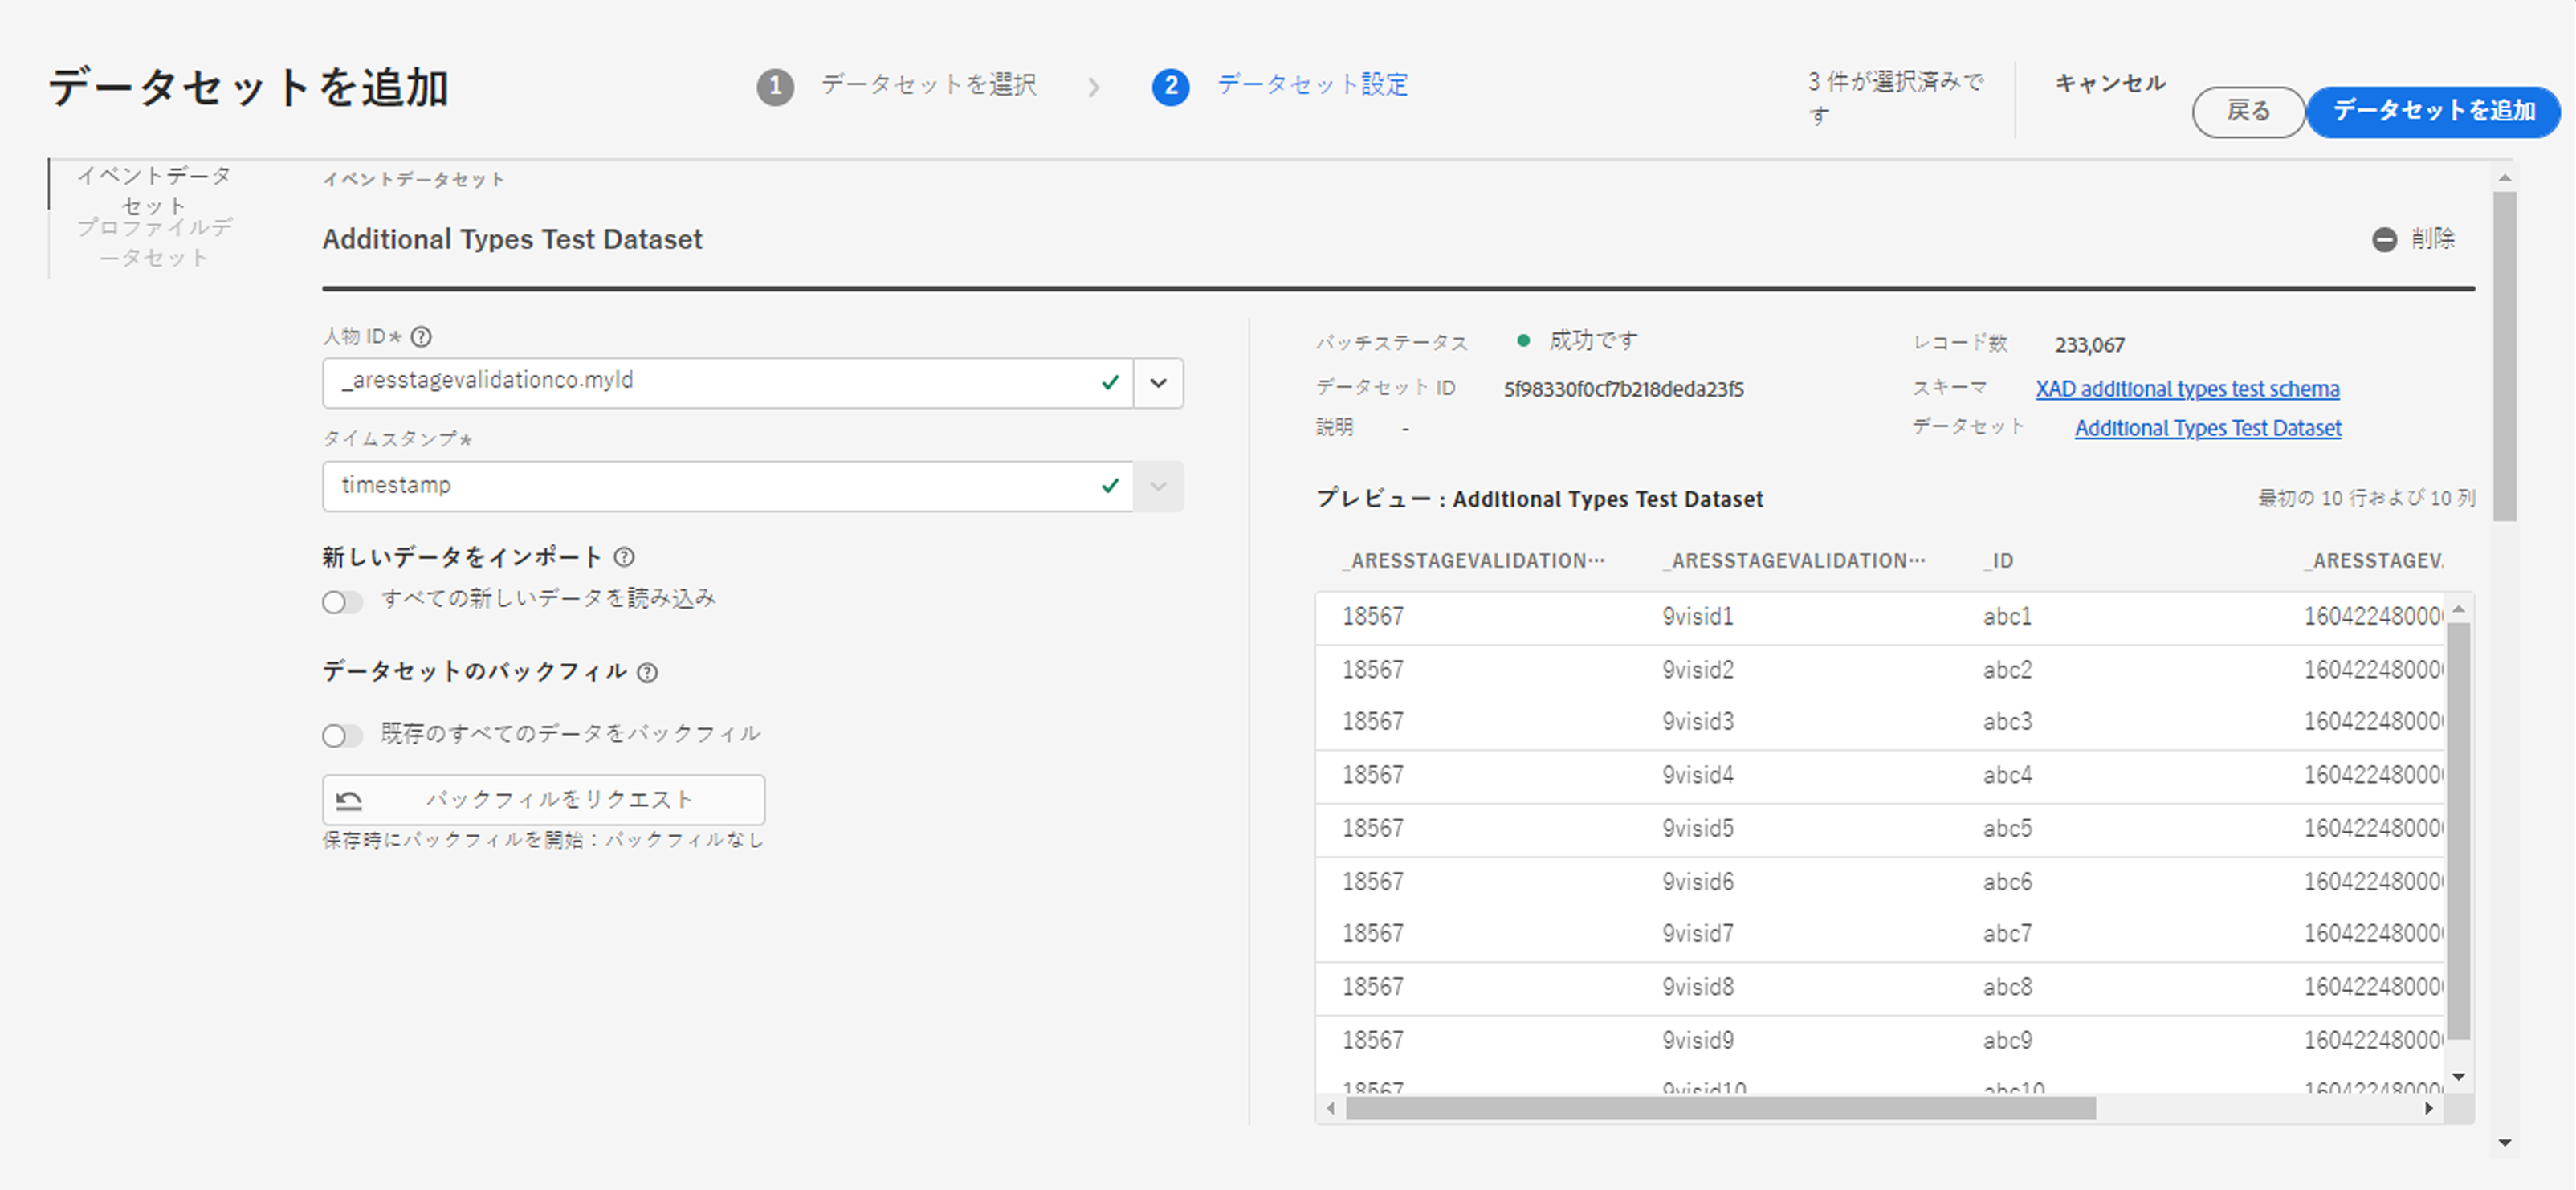 データセットを追加
1 データセットを選択
2 データセット設定
3 件が選択済みで
す
キャンセル
戻る
データセットを追加
イベントデータ
セット
プロファイルデ
ータセット
イベントデータセット
Additional Types Test Dataset
削除
人物 ID*
_aresstagevalidationco.myId
タイムスタンプ*
timestamp
新しいデータをインポート
すべての新しいデータを読み込み
データセットのバックフィル
既存のすべてのデータをバックフィル
バックフィルをリクエスト
保存時にバックフィルを開始：バックフィルなし
バッチステータス 成功です
レコード数 233,067
データセット ID 5f98330f0cf7b218deda23f5
スキーマ XAD additional types test schema
説明 -
データセット Additional Types Test Dataset
プレビュー : Additional Types Test Dataset
最初の 10 行および 10 列
_ARESSTAGEVALIDATION… _ARESSTAGEVALIDATION… _ID _ARESSTAGEV
18567 9visid1 abc1 160422480000
18567 9visid2 abc2 160422480000
18567 9visid3 abc3 160422480000
18567 9visid4 abc4 160422480000
18567 9visid5 abc5 160422480000
18567 9visid6 abc6 160422480000
18567 9visid7 abc7 160422480000
18567 9visid8 abc8 160422480000
18567 9visid9 abc9 160422480000
18567 9visid10 abc10 160422480000